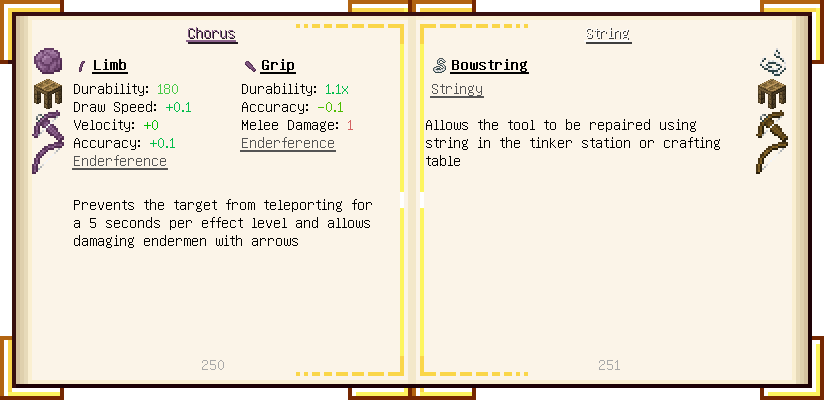 Chorus
Limb
Durability: 180
Draw Speed: +0.1
Velocity: +0
Accuracy: +0.1
Enderference
Grip
Durability: 1.1x
Accuracy: -0.1
Melee Damage: 1
Enderference
Prevents the target from teleporting for
a 5 seconds per effect level and allows
damaging endermen with arrows
250
String
Bowstring
Stringy
Allows the tool to be repaired using
string in the tinker station or crafting
table
251